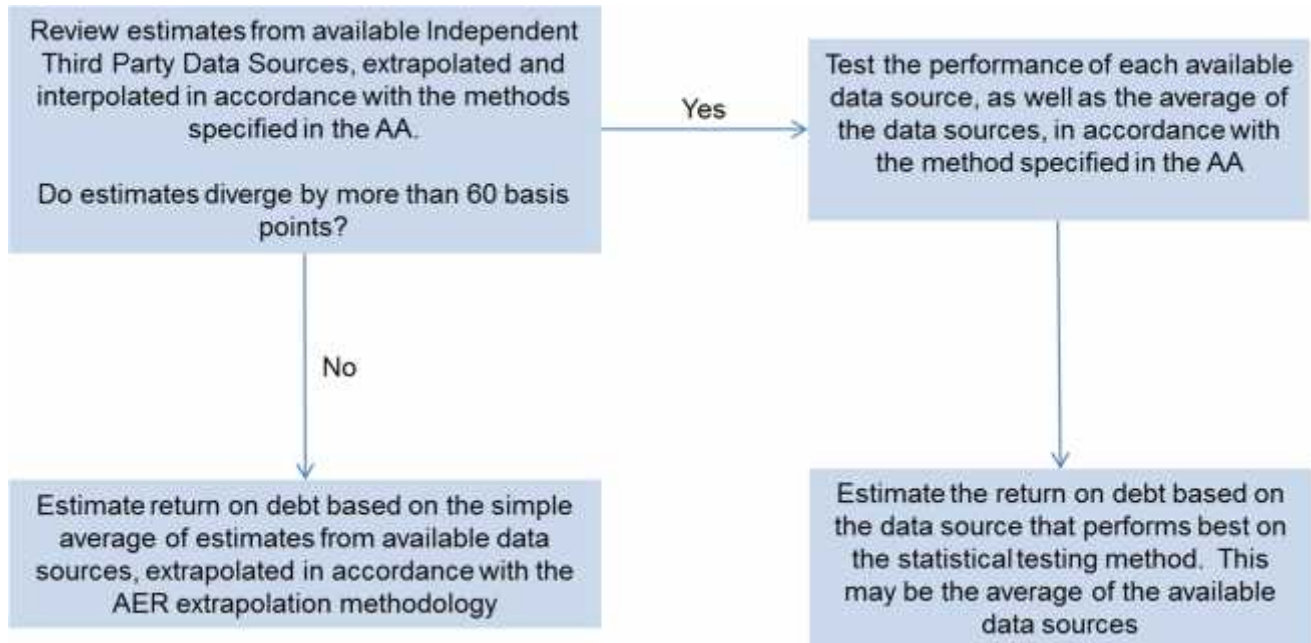 Review estimates from available Independent
Third Party Data Sources, extrapolated and
interpolated in accordance with the methods
specified in the AA.
Do estimates diverge by more than 60 basis
points?
Yes
Test the performance of each available
data source, as well as the average of
the data sources, in accordance with
the method specified in the AA
No
Estimate return on debt based on the simple
average of estimates from available data
sources, extrapolated in accordance with the
AER extrapolation methodology
Estimate the return on debt based on
the data source that performs best on
the statistical testing method. This
may be the average of the available
data sources